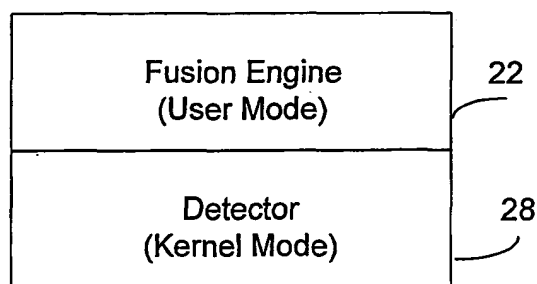 Fusion Engine
(User Mode)
22
Detector
(Kernel Mode)
28